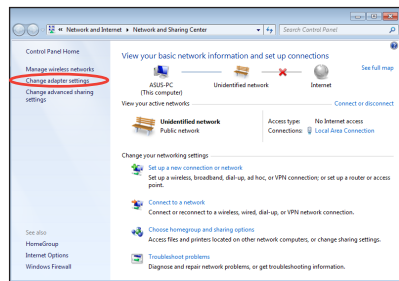 « Network and Internet ▸ Network and Sharing Center
Search Control Panel
Control Panel Home
Manage wireless networks
Change adapter settings
Change advanced sharing
settings
See also
HomeGroup
Internet Options
Windows Firewall
View your basic network information and set up connections
See full map
ASUS-PC
(This computer)
Unidentified network
Internet
View your active networks
Connect or disconnect
Unidentified network
Public network
Access type: No Internet access
Connections: Local Area Connection
Change your networking settings
Set up a new connection or network
Set up a wireless, broadband, dial-up, ad hoc, or VPN connection; or set up a router or access
point.
Connect to a network
Connect or reconnect to a wireless, wired, dial-up, or VPN network connection.
Choose homegroup and sharing options
Access files and printers located on other network computers, or change sharing settings.
Troubleshoot problems
Diagnose and repair network problems, or get troubleshooting information.